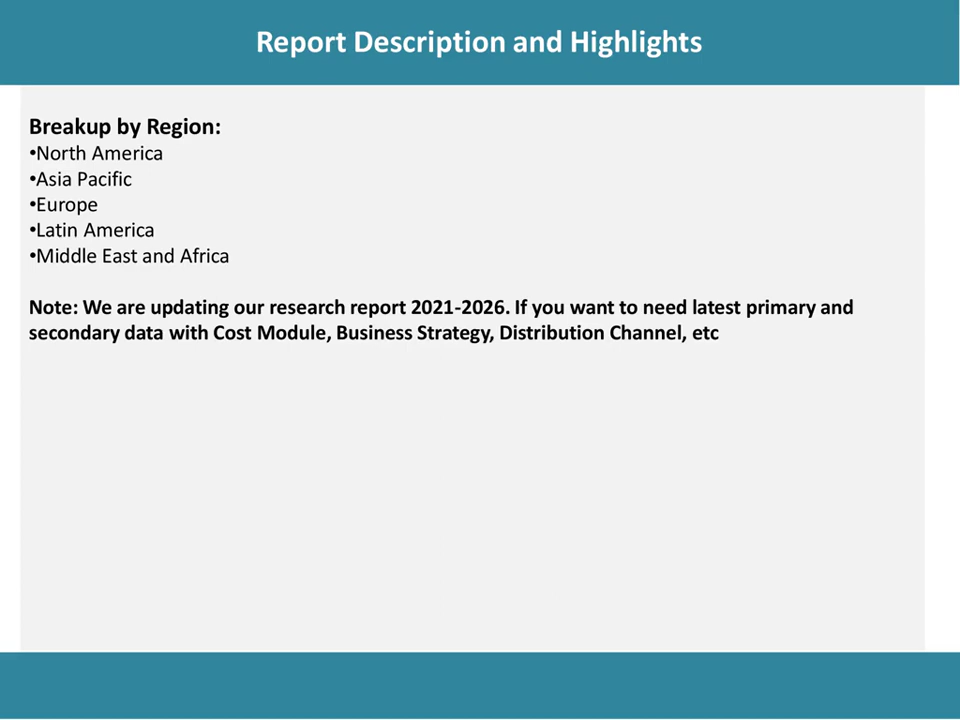 Report Description and Highlights
Breakup by Region:
•North America
•Asia Pacific
•Europe
•Latin America
•Middle East and Africa
Note: We are updating our research report 2021-2026. If you want to need latest primary and
secondary data with Cost Module, Business Strategy, Distribution Channel, etc